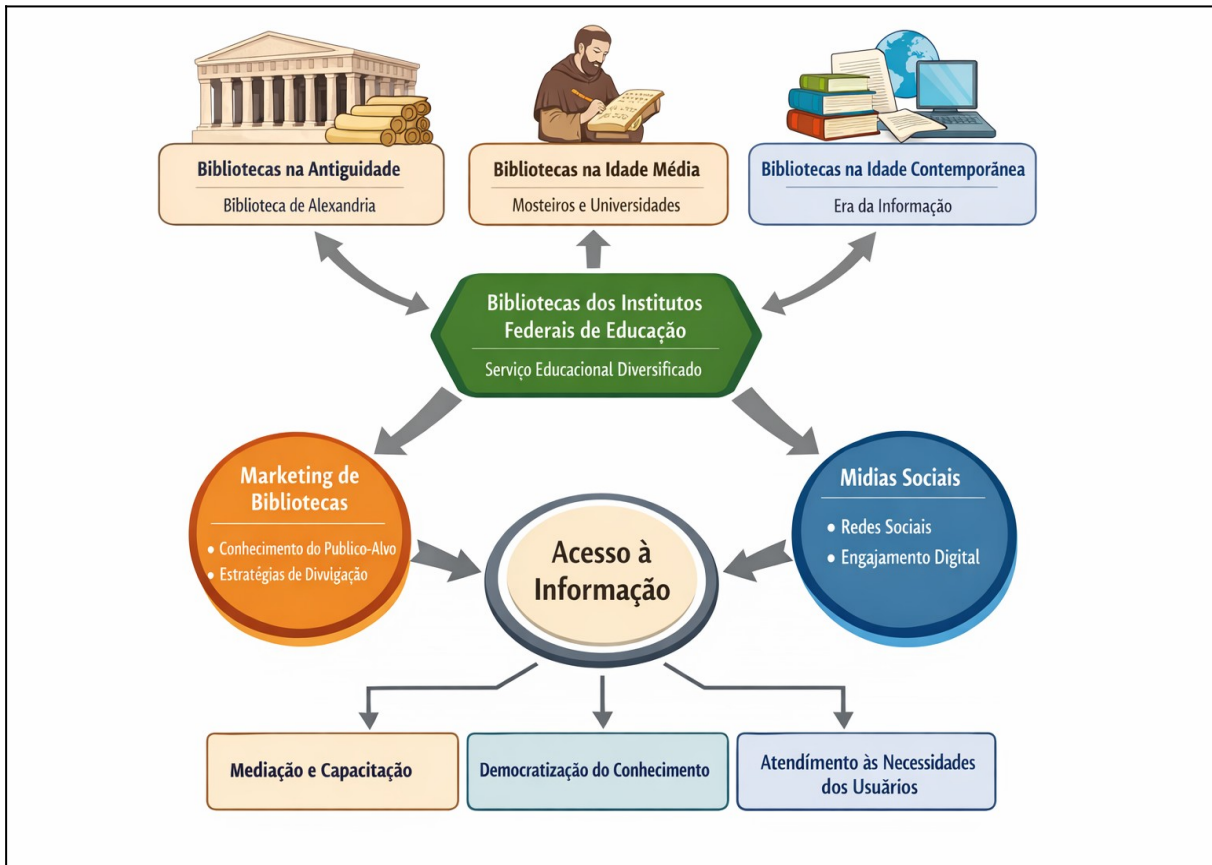 Bibliotecas na Antiguidade
Biblioteca de Alexandria
Bibliotecas na Idade Média
Mosteiros e Universidades
Bibliotecas na Idade Contemporânea
Era da Informação
Bibliotecas dos Institutos
Federais de Educação
Serviço Educacional Diversificado
Marketing de
Bibliotecas
• Conhecimento do Publico-Alvo
• Estratégias de Divvigação
Midias Sociais
• Redes Sociais
• Engajamento Digital
Acesso à
Informação
Mediação e Capacitação
Democratização do Conhecimento
Atendímento às Necessidades
dos Usuários